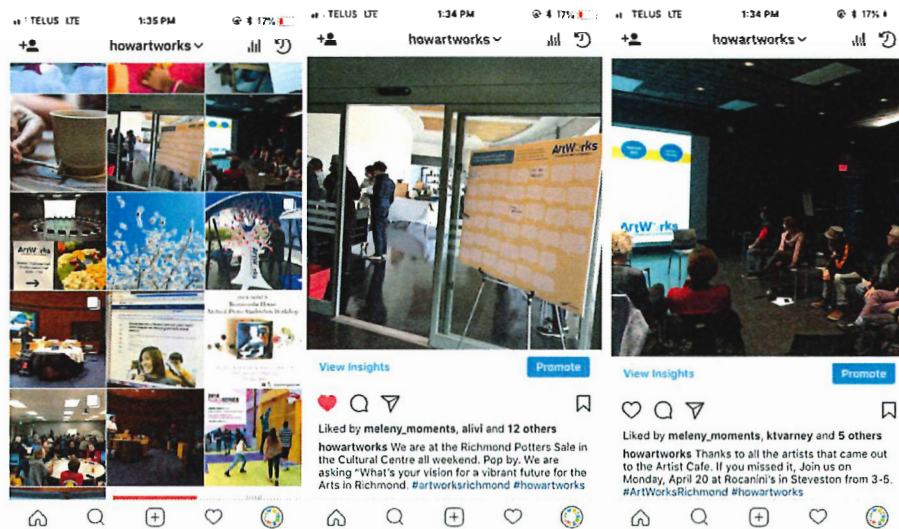 TELUS LTE 1:35 PM 17%
howartworks
ArtWorks
2018
TELUS LTE 1:34 PM 17%
howartworks
ArtWorks
View Insights Promote
Liked by meleny_moments, alivi and 12 others
howartworks We are at the Richmond Potters Sale in
the Cultural Centre all weekend. Pop by. We are
asking "What's your vision for a vibrant future for the
Arts in Richmond. #artworksrichmond #howartworks
TELUS LTE 1:34 PM 17%
howartworks
ArtWorks
View Insights Promote
Liked by meleny_moments, ktvarney and 5 others
howartworks Thanks to all the artists that came out
to the Artist Cafe. If you missed it, Join us on
Monday, April 20 at Rocanini's in Steveston from 3-5.
#ArtWorksRichmond #howartworks